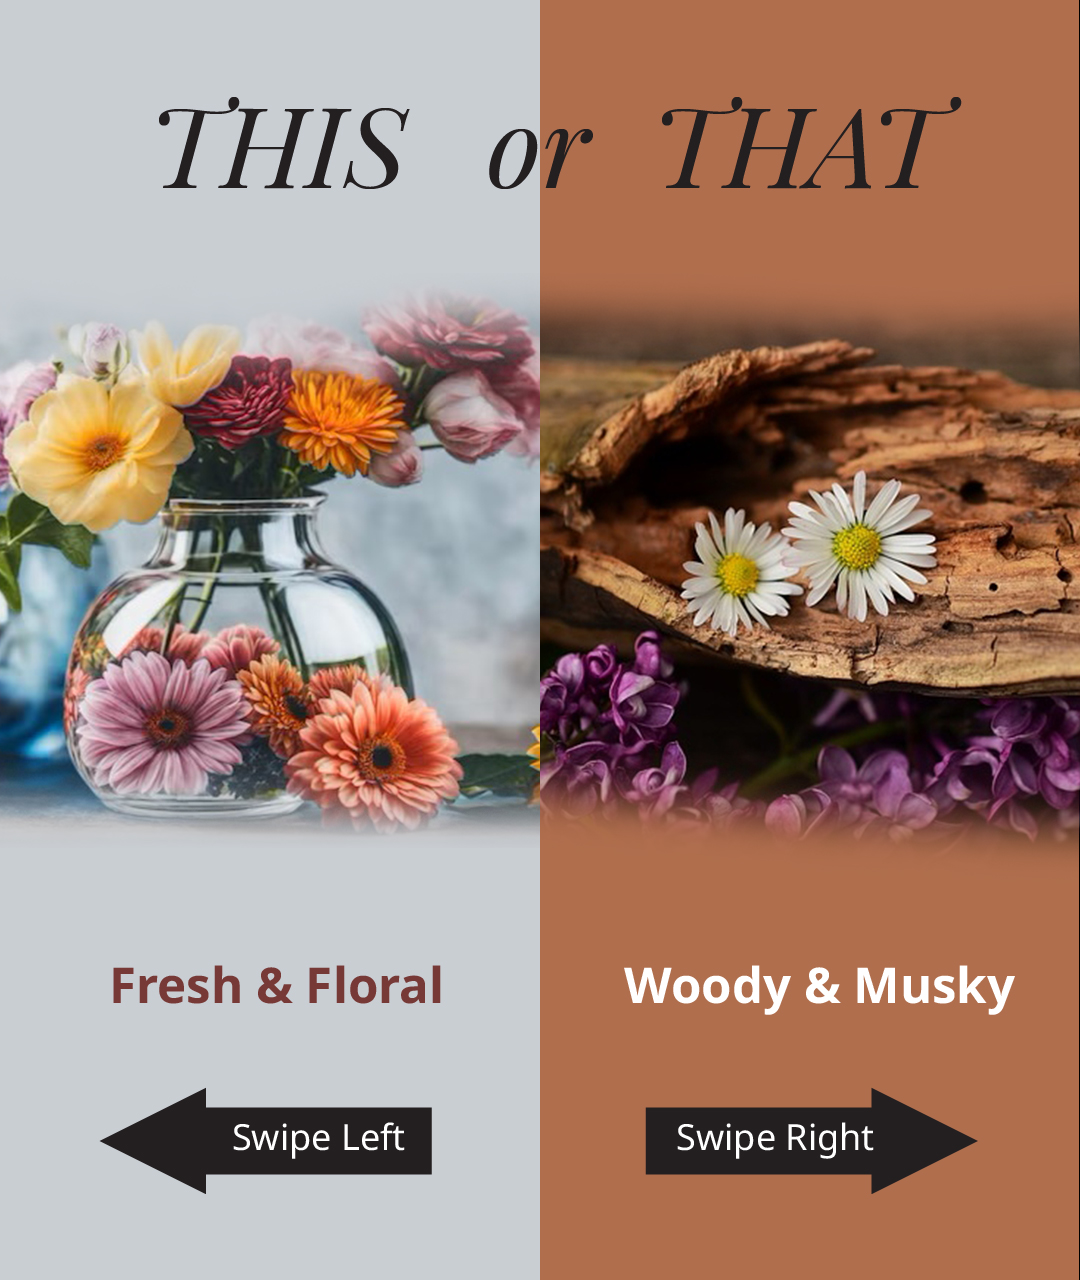 THIS or THAT
Fresh & Floral
Woody & Musky
Swipe Left
Swipe Right